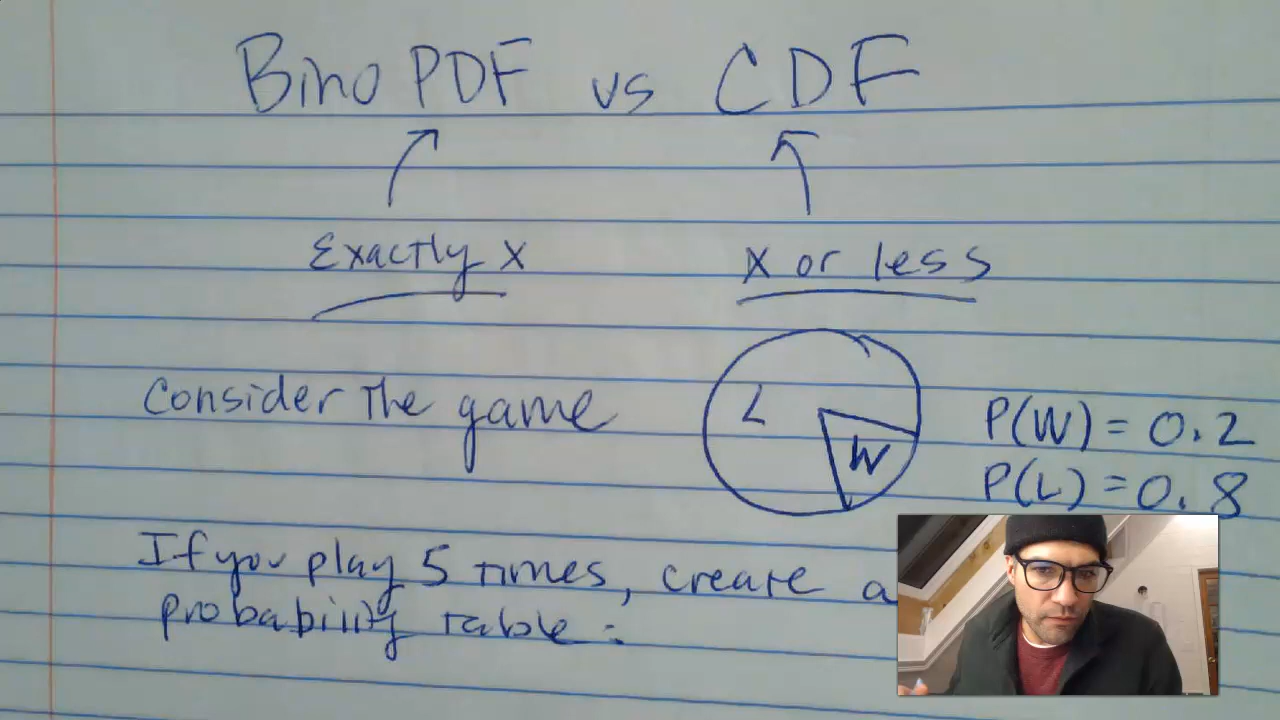 Bino PDF vs CDF
Exactly x
x or less
Consider the game
L
W
P(W) = 0.2
P(L) = 0.8
If you play 5 times, create a
probability table: